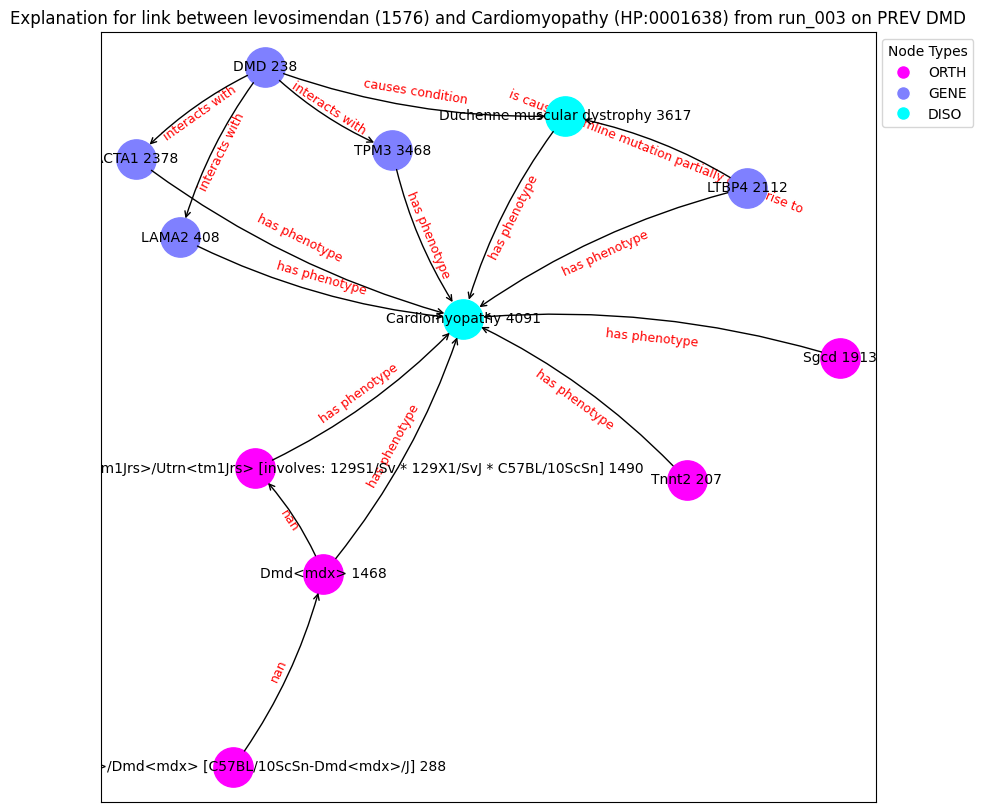 Explanation for link between levosimendan (1576) and Cardiomyopathy (HP:0001638) from run_003 on PREV DMD
Node Types
ORTH
GENE
DISO
DMD 238
causes condition
interacts with
interacts with
interacts with
is caus
Duchenne muscular dystrophy 3617
mline mutation partially
rise to
ACTA1 2378
TPM3 3468
LTBP4 2112
LAMA2 408
has phenotype
has phenotype
has phenotype
has phenotype
has phenotype
Cardiomyopathy 4091
has phenotype
Sgcd 1913
has phenotype
has phenotype
has phenotype
m1Jrs>/Utrn<tm1Jrs> [involves: 129S1/Sv * 129X1/SvJ * C57BL/10ScSn] 1490
Tnnt2 207
nan
Dmd<mdx> 1468
nan
>/Dmd<mdx> [C57BL/10ScSn-Dmd<mdx>/J] 288